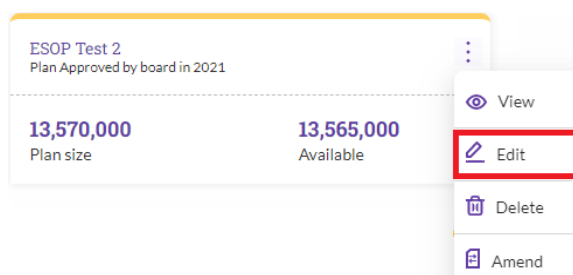 ESOP Test 2
Plan Approved by board in 2021
View
13,570,000 13,565,000
Plan size Available
Edit
Delete
Amend